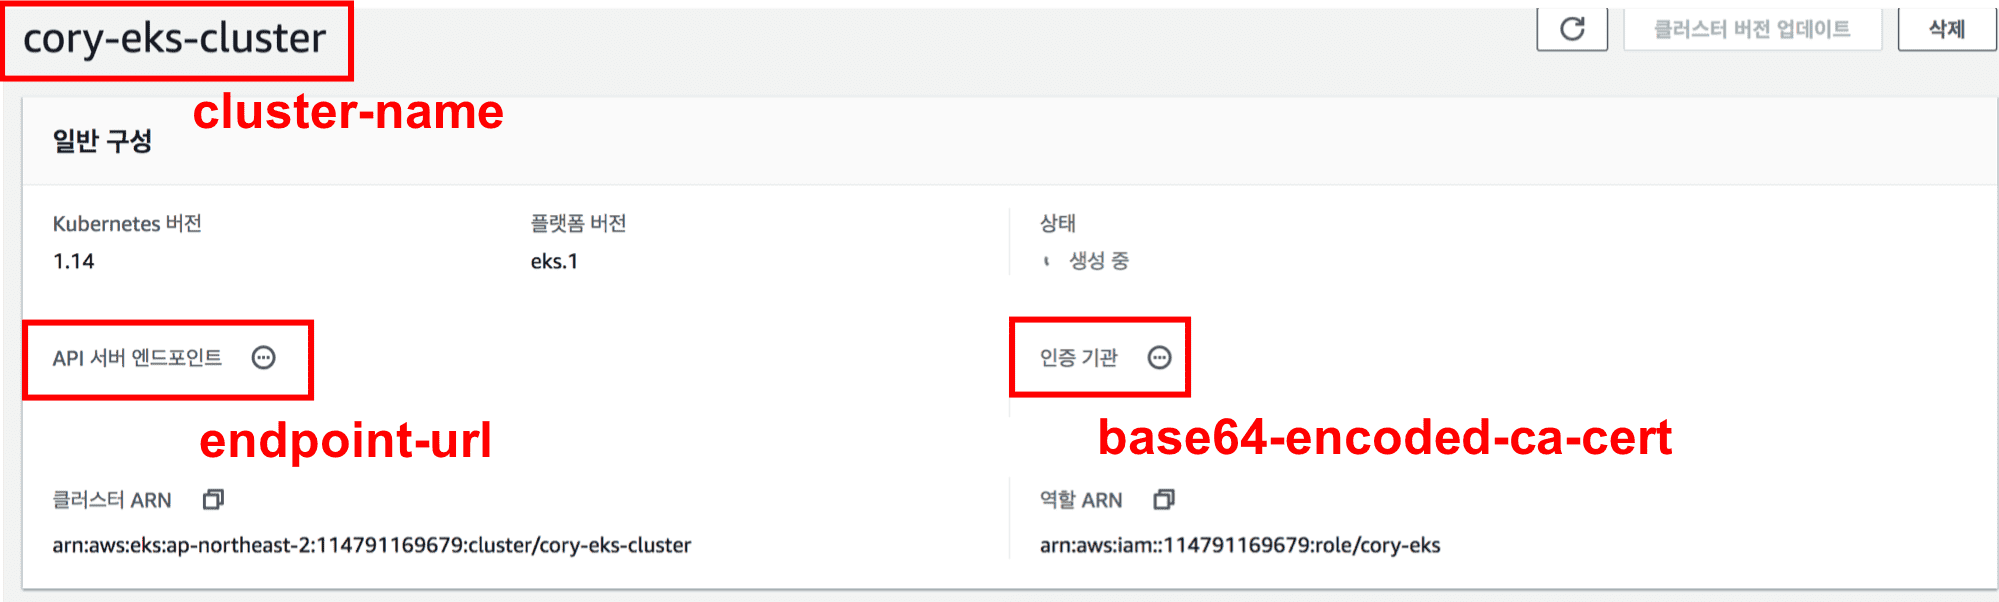 cory-eks-cluster
클러스터 버전 업데이트
삭제
cluster-name
일반 구성
Kubernetes 버전
플랫폼 버전
상태
1.14
eks.1
생성 중
API 서버 엔드포인트
인증 기관
endpoint-url
base64-encoded-ca-cert
클러스터 ARN
역할 ARN
arn:aws:eks:ap-northeast-2:114791169679:cluster/cory-eks-cluster
arn:aws:iam::114791169679:role/cory-eks